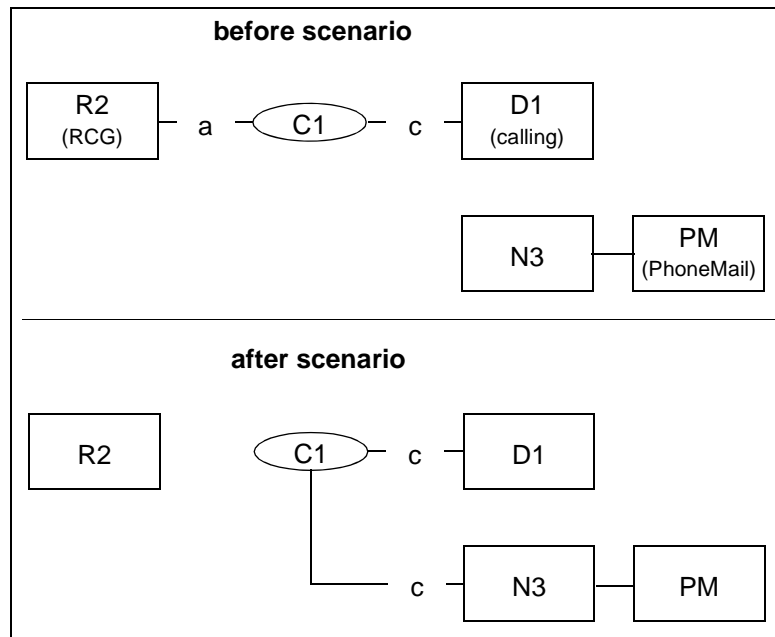 before scenario
R2
(RCG)
a
C1
c
D1
(calling)
N3
PM
(PhoneMail)
after scenario
R2
C1
c
D1
c
N3
PM